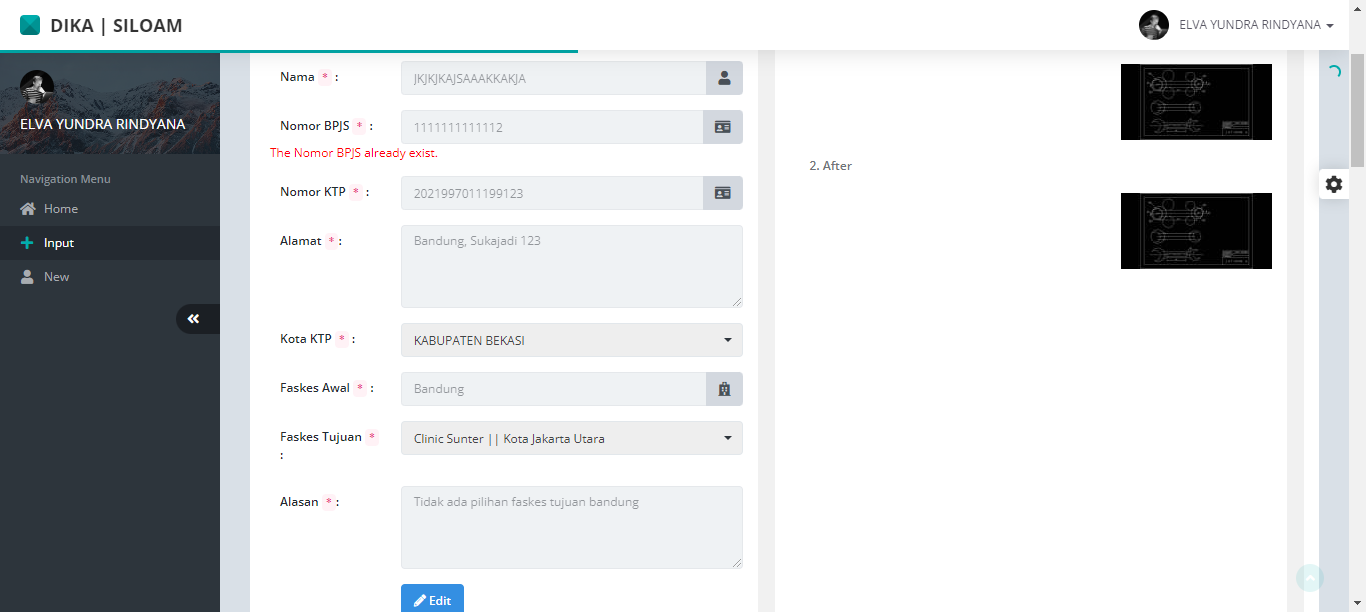 DIKA | SILOAM
ELVA YUNDRA RINDYANA
ELVA YUNDRA RINDYANA
Navigation Menu
Home
Input
New
Nama * :
JKJKJKAJSAAAKKAKJA
Nomor BPJS * :
1111111111112
The Nomor BPJS already exist.
Nomor KTP * :
2021997011199123
Alamat * :
Bandung, Sukajadi 123
Kota KTP * :
KABUPATEN BEKASI
Faskes Awal * :
Bandung
Faskes Tujuan *
:
Clinic Sunter || Kota Jakarta Utara
Alasan * :
Tidak ada pilihan faskes tujuan bandung
Edit
2. After